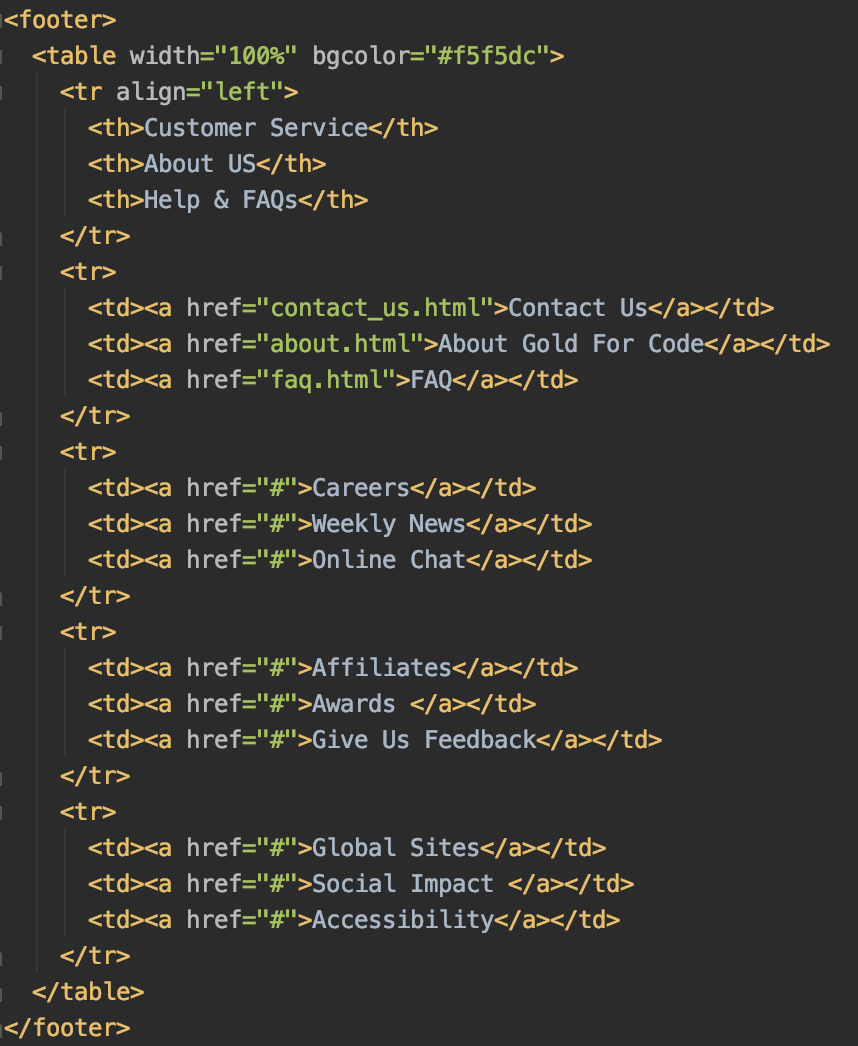 <footer>
  <table width="100%" bgcolor="#f5f5dc">
    <tr align="left">
      <th>Customer Service</th>
      <th>About US</th>
      <th>Help & FAQs</th>
    </tr>
    <tr>
      <td><a href="contact_us.html">Contact Us</a></td>
      <td><a href="about.html">About Gold For Code</a></td>
      <td><a href="faq.html">FAQ</a></td>
    </tr>
    <tr>
      <td><a href="#">Careers</a></td>
      <td><a href="#">Weekly News</a></td>
      <td><a href="#">Online Chat</a></td>
    </tr>
    <tr>
      <td><a href="#">Affiliates</a></td>
      <td><a href="#">Awards </a></td>
      <td><a href="#">Give Us Feedback</a></td>
    </tr>
    <tr>
      <td><a href="#">Global Sites</a></td>
      <td><a href="#">Social Impact </a></td>
      <td><a href="#">Accessibility</a></td>
    </tr>
  </table>
</footer>